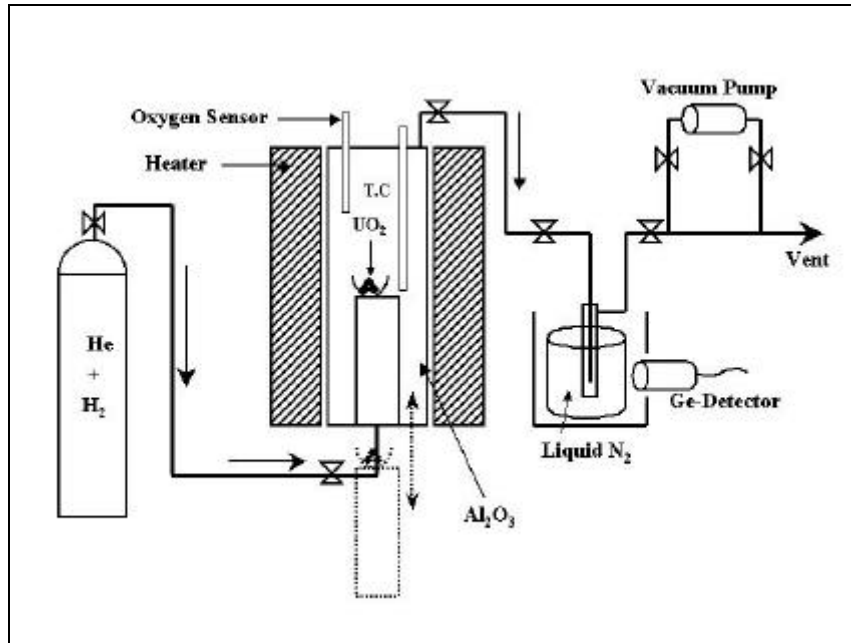 Vacuum Pump
Oxygen Sensor
Heater
T.C
UO₂
Vent
He
+
H₂
Ge-Detector
Liquid N₂
Al₂O₃